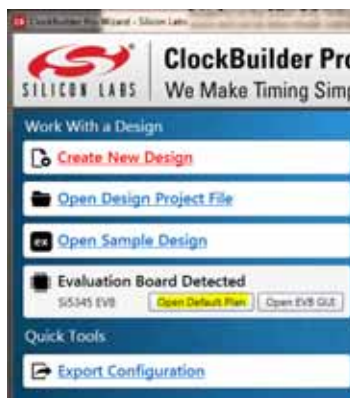 ClockBuilder Pro Wizard - Silicon Labs
SILICON LABS
ClockBuilder Pro
We Make Timing Simp
Work With a Design
Create New Design
Open Design Project File
ex Open Sample Design
Evaluation Board Detected
Si5345 EVB Open Default Plan Open EVB GUI
Quick Tools
Export Configuration